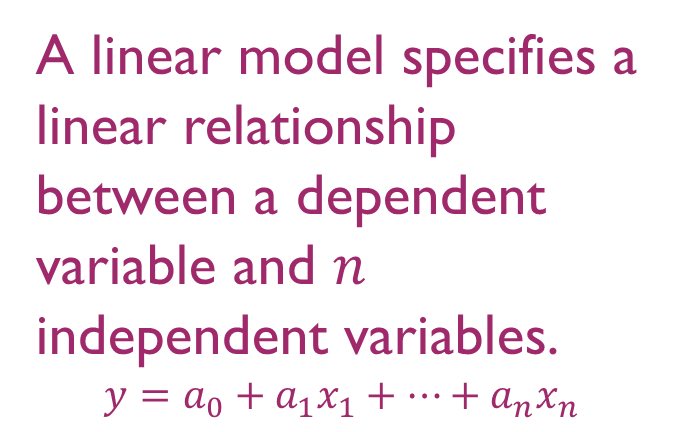 A linear model specifies a
linear relationship
between a dependent
variable and n
independent variables.
y = a₀ + a₁x₁ + ⋯ + aₙxₙ